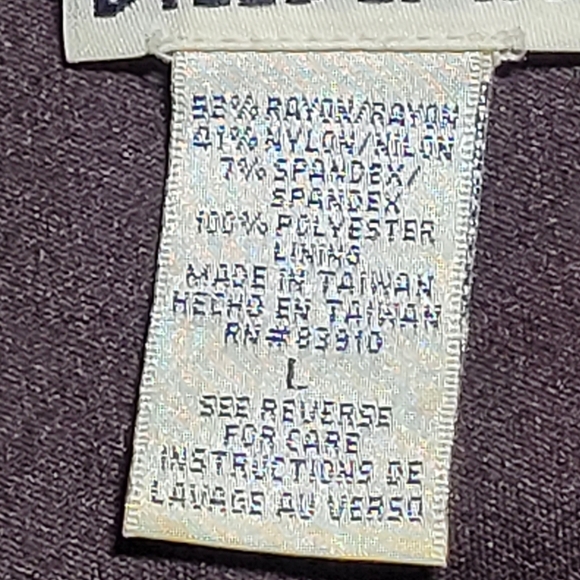 52% RAYON/RAYON
41% NYLON/NILON
7% SPANDEX/
SPANDEX
100% POLYESTER
LINING
MADE IN TAIWAN
HECHO EN TAIWAN
RN# 83910
L
SEE REVERSE
FOR CARE
INSTRUCTIONS DE
LAVAGE AU VERSO